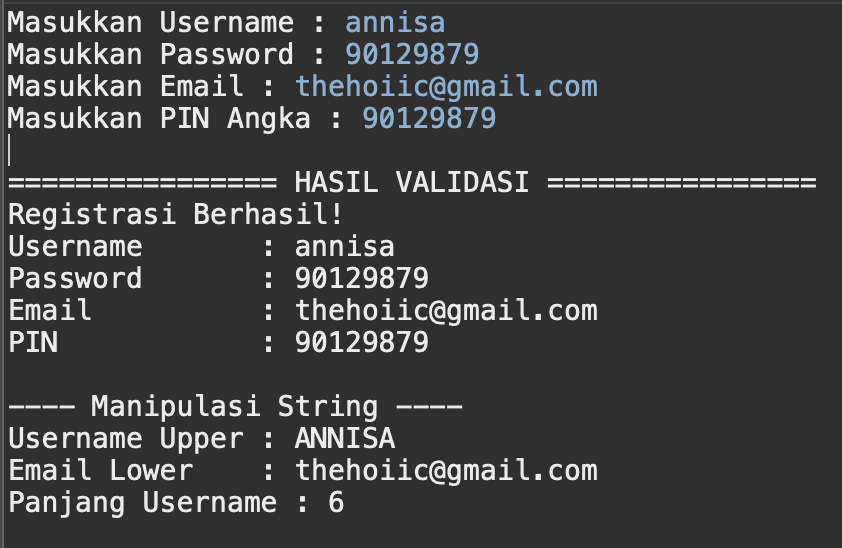 Masukkan Username : annisa
Masukkan Password : 90129879
Masukkan Email : thehoiic@gmail.com
Masukkan PIN Angka : 90129879
================ HASIL VALIDASI ================
Registrasi Berhasil!
Username       : annisa
Password       : 90129879
Email          : thehoiic@gmail.com
PIN            : 90129879
---- Manipulasi String ----
Username Upper : ANNISA
Email Lower    : thehoiic@gmail.com
Panjang Username : 6